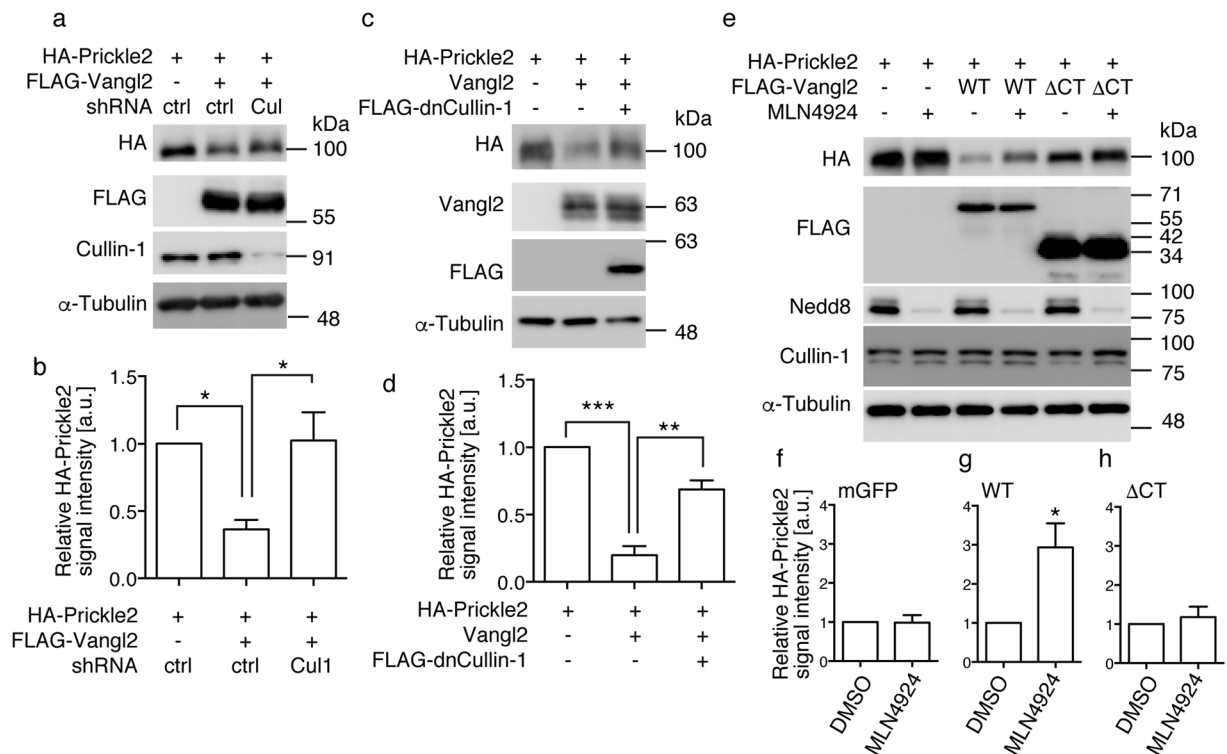 a
HA-Prickle2 + + +
FLAG-Vangl2 - + +
shRNA ctrl ctrl Cul
kDa
HA 100
FLAG 55
Cullin-1 91
α-Tubulin 48
b
Relative HA-Prickle2
signal intensity [a.u.]
1.5
1.0
0.5
0.0
* *
HA-Prickle2 + + +
FLAG-Vangl2 - + +
shRNA ctrl ctrl Cul1
c
HA-Prickle2 + + +
Vangl2 - + +
FLAG-dnCullin-1 - - +
kDa
HA 100
Vangl2 63
63
FLAG
α-Tubulin 48
d
Relative HA-Prickle2
signal intensity [a.u.]
1.5
1.0
0.5
0.0
*** **
HA-Prickle2 + + +
Vangl2 - + +
FLAG-dnCullin-1 - - +
e
HA-Prickle2 + + + + + +
FLAG-Vangl2 - - WT WT ΔCT ΔCT
MLN4924 - + - + - +
kDa
HA 100
FLAG 71
55
42
34
Nedd8 100
75
Cullin-1 100
75
α-Tubulin 48
f
mGFP
Relative HA-Prickle2
signal intensity [a.u.]
4
3
2
1
0
DMSO
MLN4924
g
WT
4
3
2
1
0
*
DMSO
MLN4924
h
ΔCT
4
3
2
1
0
DMSO
MLN4924